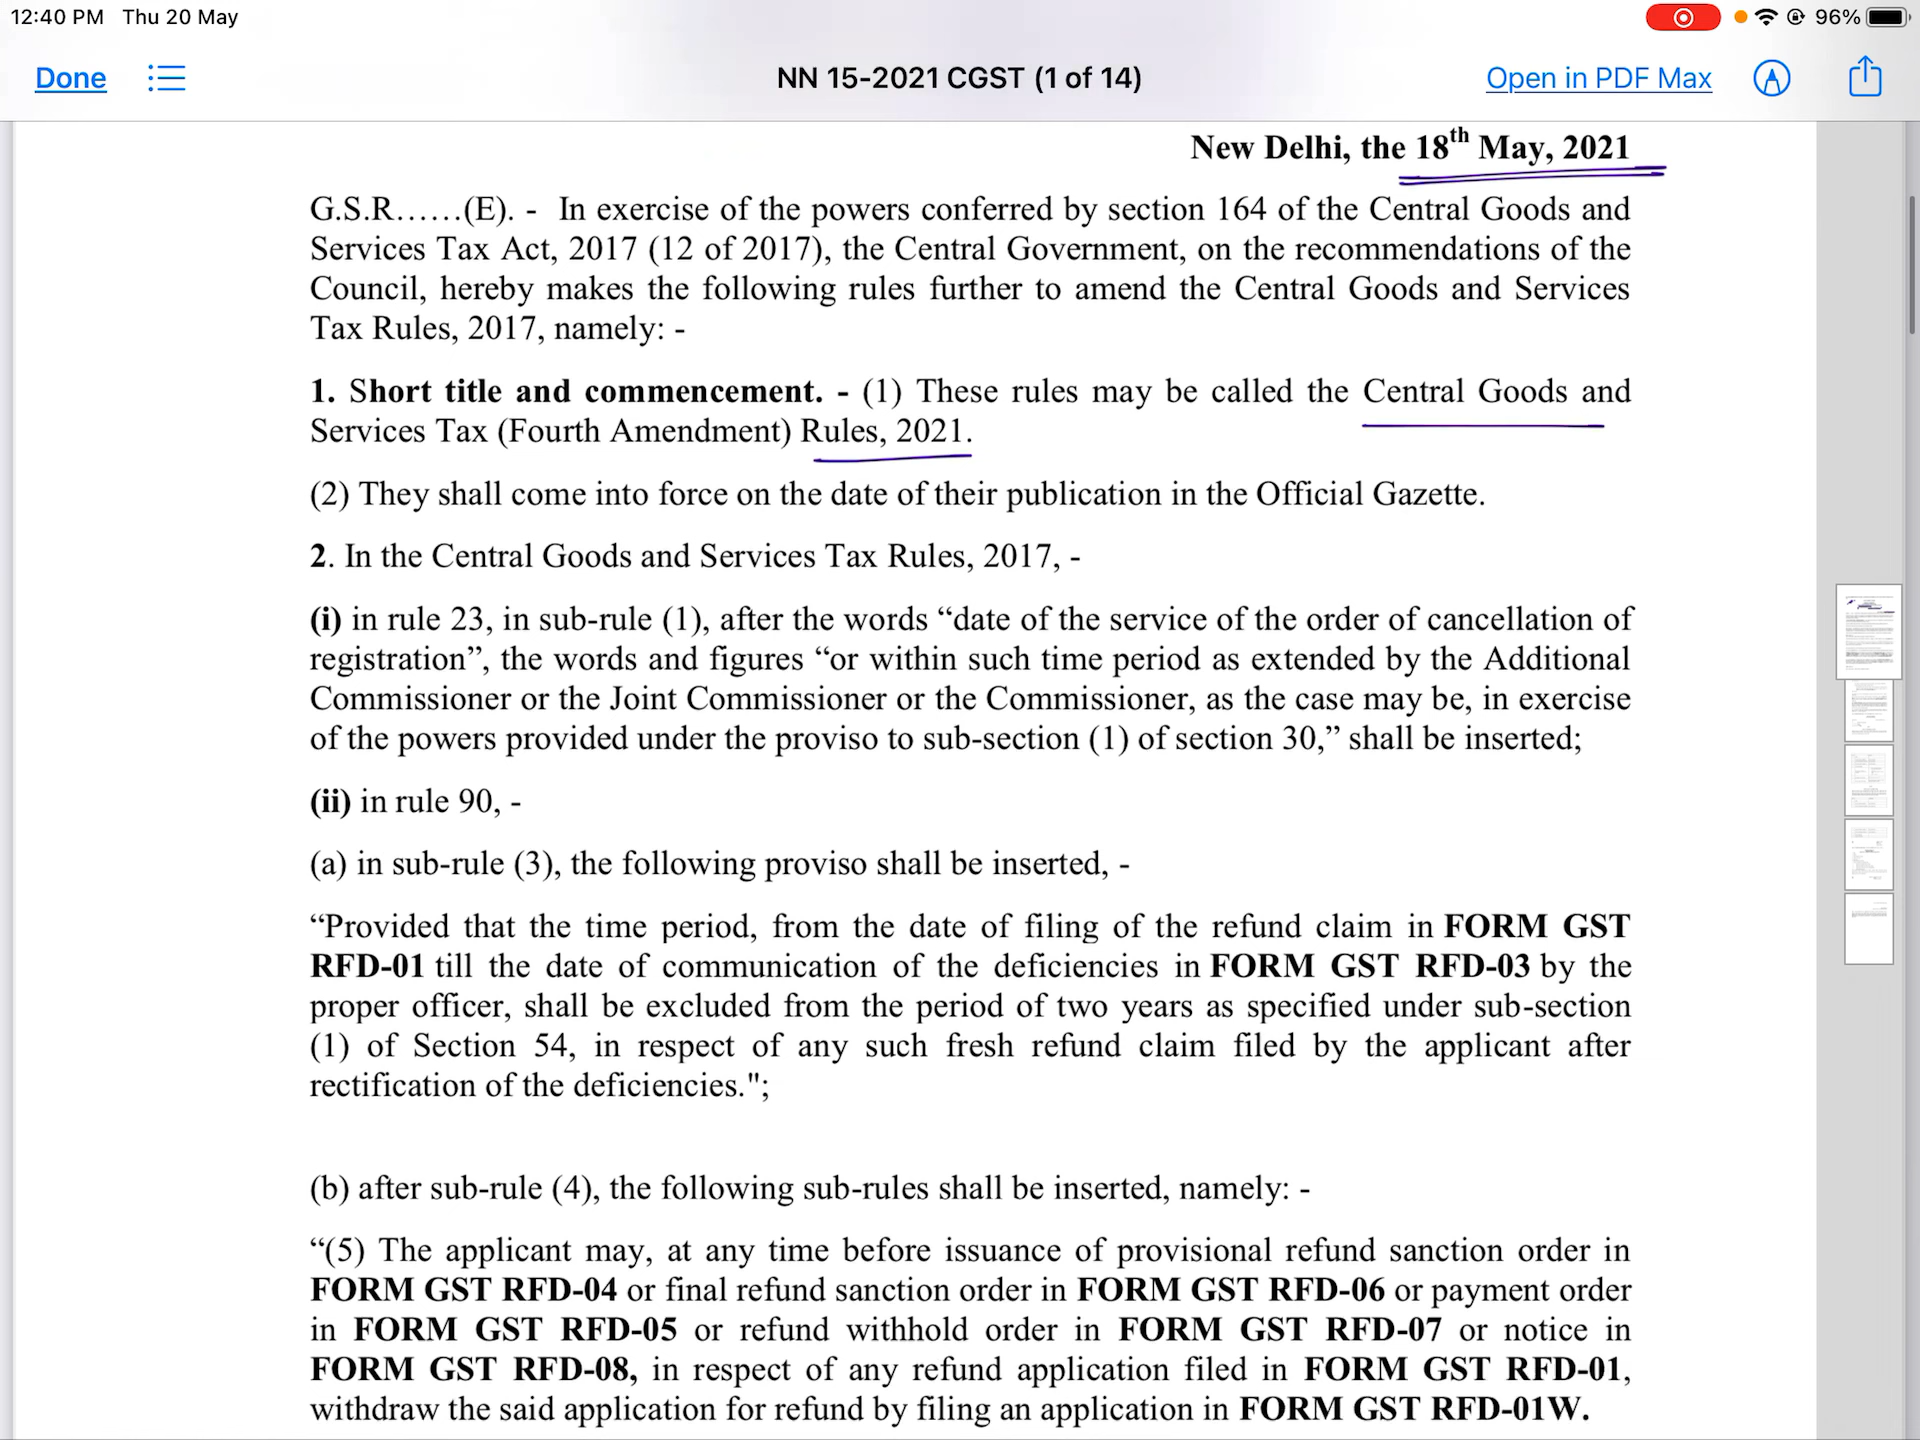 12:40 PM Thu 20 May 96%
Done NN 15-2021 CGST (1 of 14) Open in PDF Max
New Delhi, the 18th May, 2021
G.S.R......(E). - In exercise of the powers conferred by section 164 of the Central Goods and
Services Tax Act, 2017 (12 of 2017), the Central Government, on the recommendations of the
Council, hereby makes the following rules further to amend the Central Goods and Services
Tax Rules, 2017, namely: -
1. Short title and commencement. - (1) These rules may be called the Central Goods and
Services Tax (Fourth Amendment) Rules, 2021.
(2) They shall come into force on the date of their publication in the Official Gazette.
2. In the Central Goods and Services Tax Rules, 2017, -
(i) in rule 23, in sub-rule (1), after the words “date of the service of the order of cancellation of
registration”, the words and figures “or within such time period as extended by the Additional
Commissioner or the Joint Commissioner or the Commissioner, as the case may be, in exercise
of the powers provided under the proviso to sub-section (1) of section 30,” shall be inserted;
(ii) in rule 90, -
(a) in sub-rule (3), the following proviso shall be inserted, -
“Provided that the time period, from the date of filing of the refund claim in FORM GST
RFD-01 till the date of communication of the deficiencies in FORM GST RFD-03 by the
proper officer, shall be excluded from the period of two years as specified under sub-section
(1) of Section 54, in respect of any such fresh refund claim filed by the applicant after
rectification of the deficiencies.";
(b) after sub-rule (4), the following sub-rules shall be inserted, namely: -
“(5) The applicant may, at any time before issuance of provisional refund sanction order in
FORM GST RFD-04 or final refund sanction order in FORM GST RFD-06 or payment order
in FORM GST RFD-05 or refund withhold order in FORM GST RFD-07 or notice in
FORM GST RFD-08, in respect of any refund application filed in FORM GST RFD-01,
withdraw the said application for refund by filing an application in FORM GST RFD-01W.